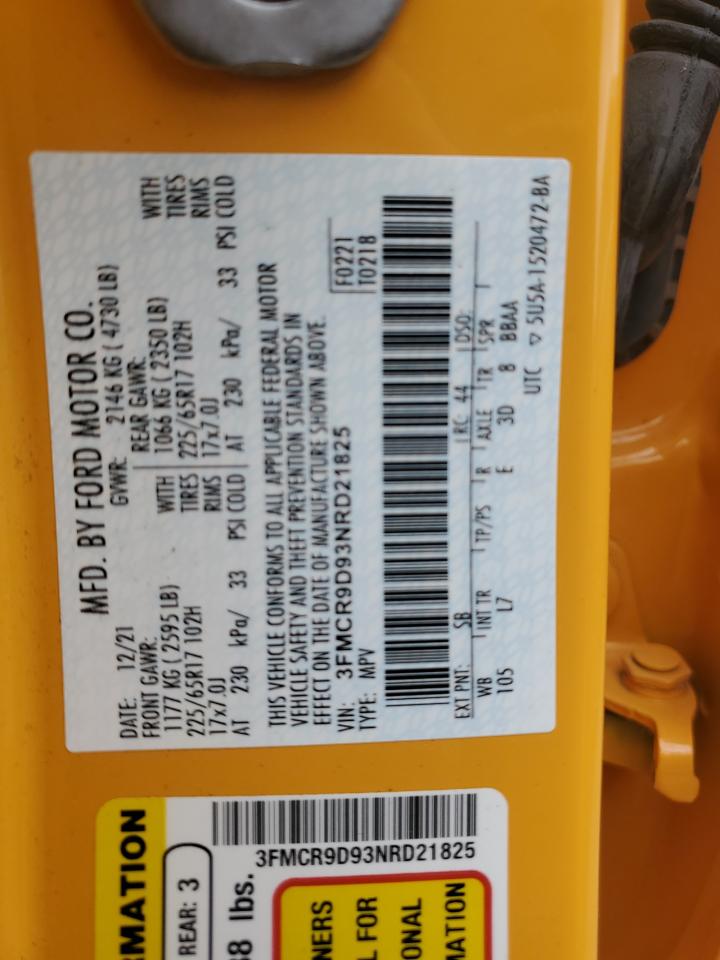 MFD. BY FORD MOTOR CO.
DATE: 12/21 GVWR: 2146 KG ( 4730 LB)
FRONT GAWR: REAR GAWR:
1177 KG ( 2595 LB) WITH 1066 KG ( 2350 LB) WITH
225/65R17 102H TIRES 225/65R17 102H TIRES
17x7.0J RIMS 17x7.0J RIMS
AT 230 kPa/ 33 PSI COLD AT 230 kPa/ 33 PSI COLD
THIS VEHICLE CONFORMS TO ALL APPLICABLE FEDERAL MOTOR
VEHICLE SAFETY AND THEFT PREVENTION STANDARDS IN
EFFECT ON THE DATE OF MANUFACTURE SHOWN ABOVE.
VIN: 3FMCR9D93NRD21825 F0221
TYPE: MPV T0218
EXT PNT: SB RC: 44 DSO:
WB INT TR TP/PS R AXLE TR SPR
105 L7 E 3D 8 BBAA
UTC ▽ 5U5A-1520472-BA
RMATION
REAR: 3
8 lbs.
3FMCR9D93NRD21825
NERS
L FOR
ONAL
MATION